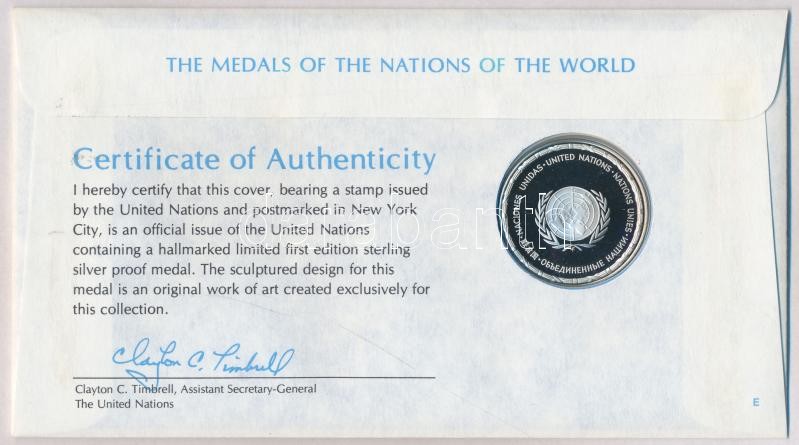 THE MEDALS OF THE NATIONS OF THE WORLD
Certificate of Authenticity
I hereby certify that this cover, bearing a stamp issued
by the United Nations and postmarked in New York
City, is an official issue of the United Nations
containing a hallmarked limited first edition sterling
silver proof medal. The sculptured design for this
medal is an original work of art created exclusively for
this collection.
Clayton C. Timbrell
Clayton C. Timbrell, Assistant Secretary-General
The United Nations
NACIONES UNIDAS · UNITED NATIONS · NATIONS UNIES · ОБЪЕДИНЕННЫЕ НАЦИИ ·
E